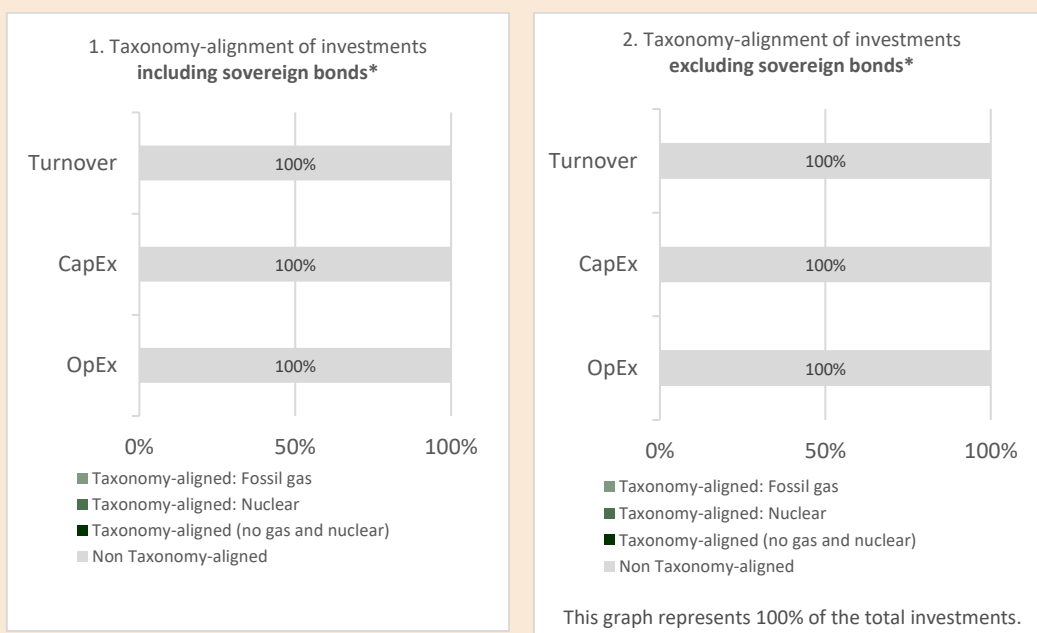 1. Taxonomy-alignment of investments
including sovereign bonds*
Turnover
100%
CapEx
100%
OpEx
100%
0% 50% 100%
Taxonomy-aligned: Fossil gas
Taxonomy-aligned: Nuclear
Taxonomy-aligned (no gas and nuclear)
Non Taxonomy-aligned
2. Taxonomy-alignment of investments
excluding sovereign bonds*
Turnover
100%
CapEx
100%
OpEx
100%
0% 50% 100%
Taxonomy-aligned: Fossil gas
Taxonomy-aligned: Nuclear
Taxonomy-aligned (no gas and nuclear)
Non Taxonomy-aligned
This graph represents 100% of the total investments.